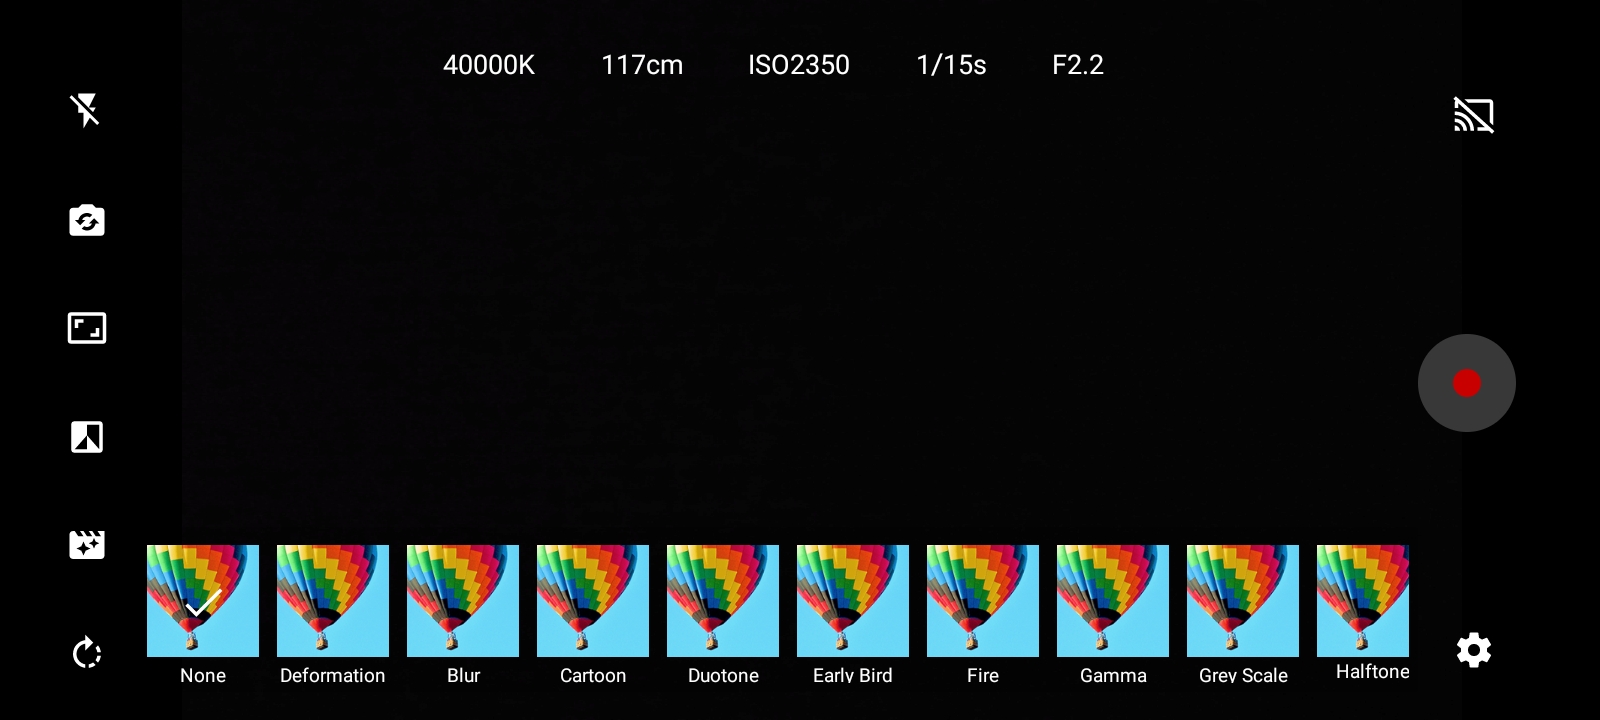 40000K 117cm ISO2350 1/15s F2.2
None Deformation Blur Cartoon Duotone Early Bird Fire Gamma Grey Scale Halftone